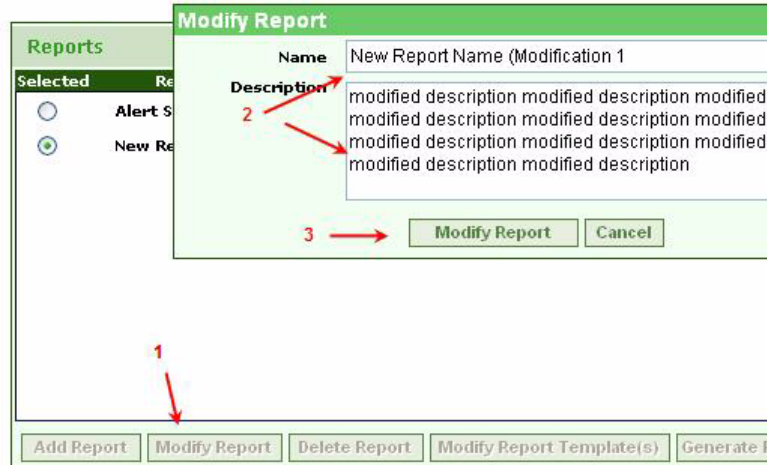 Modify Report
Reports
Name New Report Name (Modification 1
Selected
Description
modified description modified description modified
modified description modified description modified
modified description modified description modified
modified description modified description
Alert
New
2
3 Modify Report Cancel
1
Add Report Modify Report Delete Report Modify Report Template(s) Generate